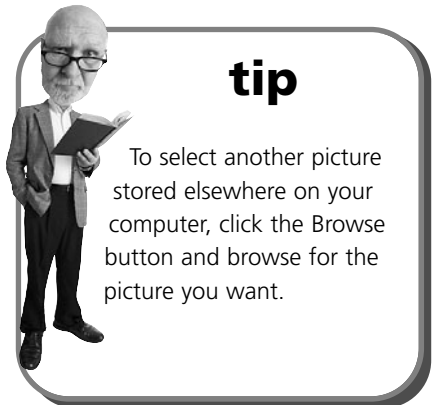 tip
To select another picture
stored elsewhere on your
computer, click the Browse
button and browse for the
picture you want.